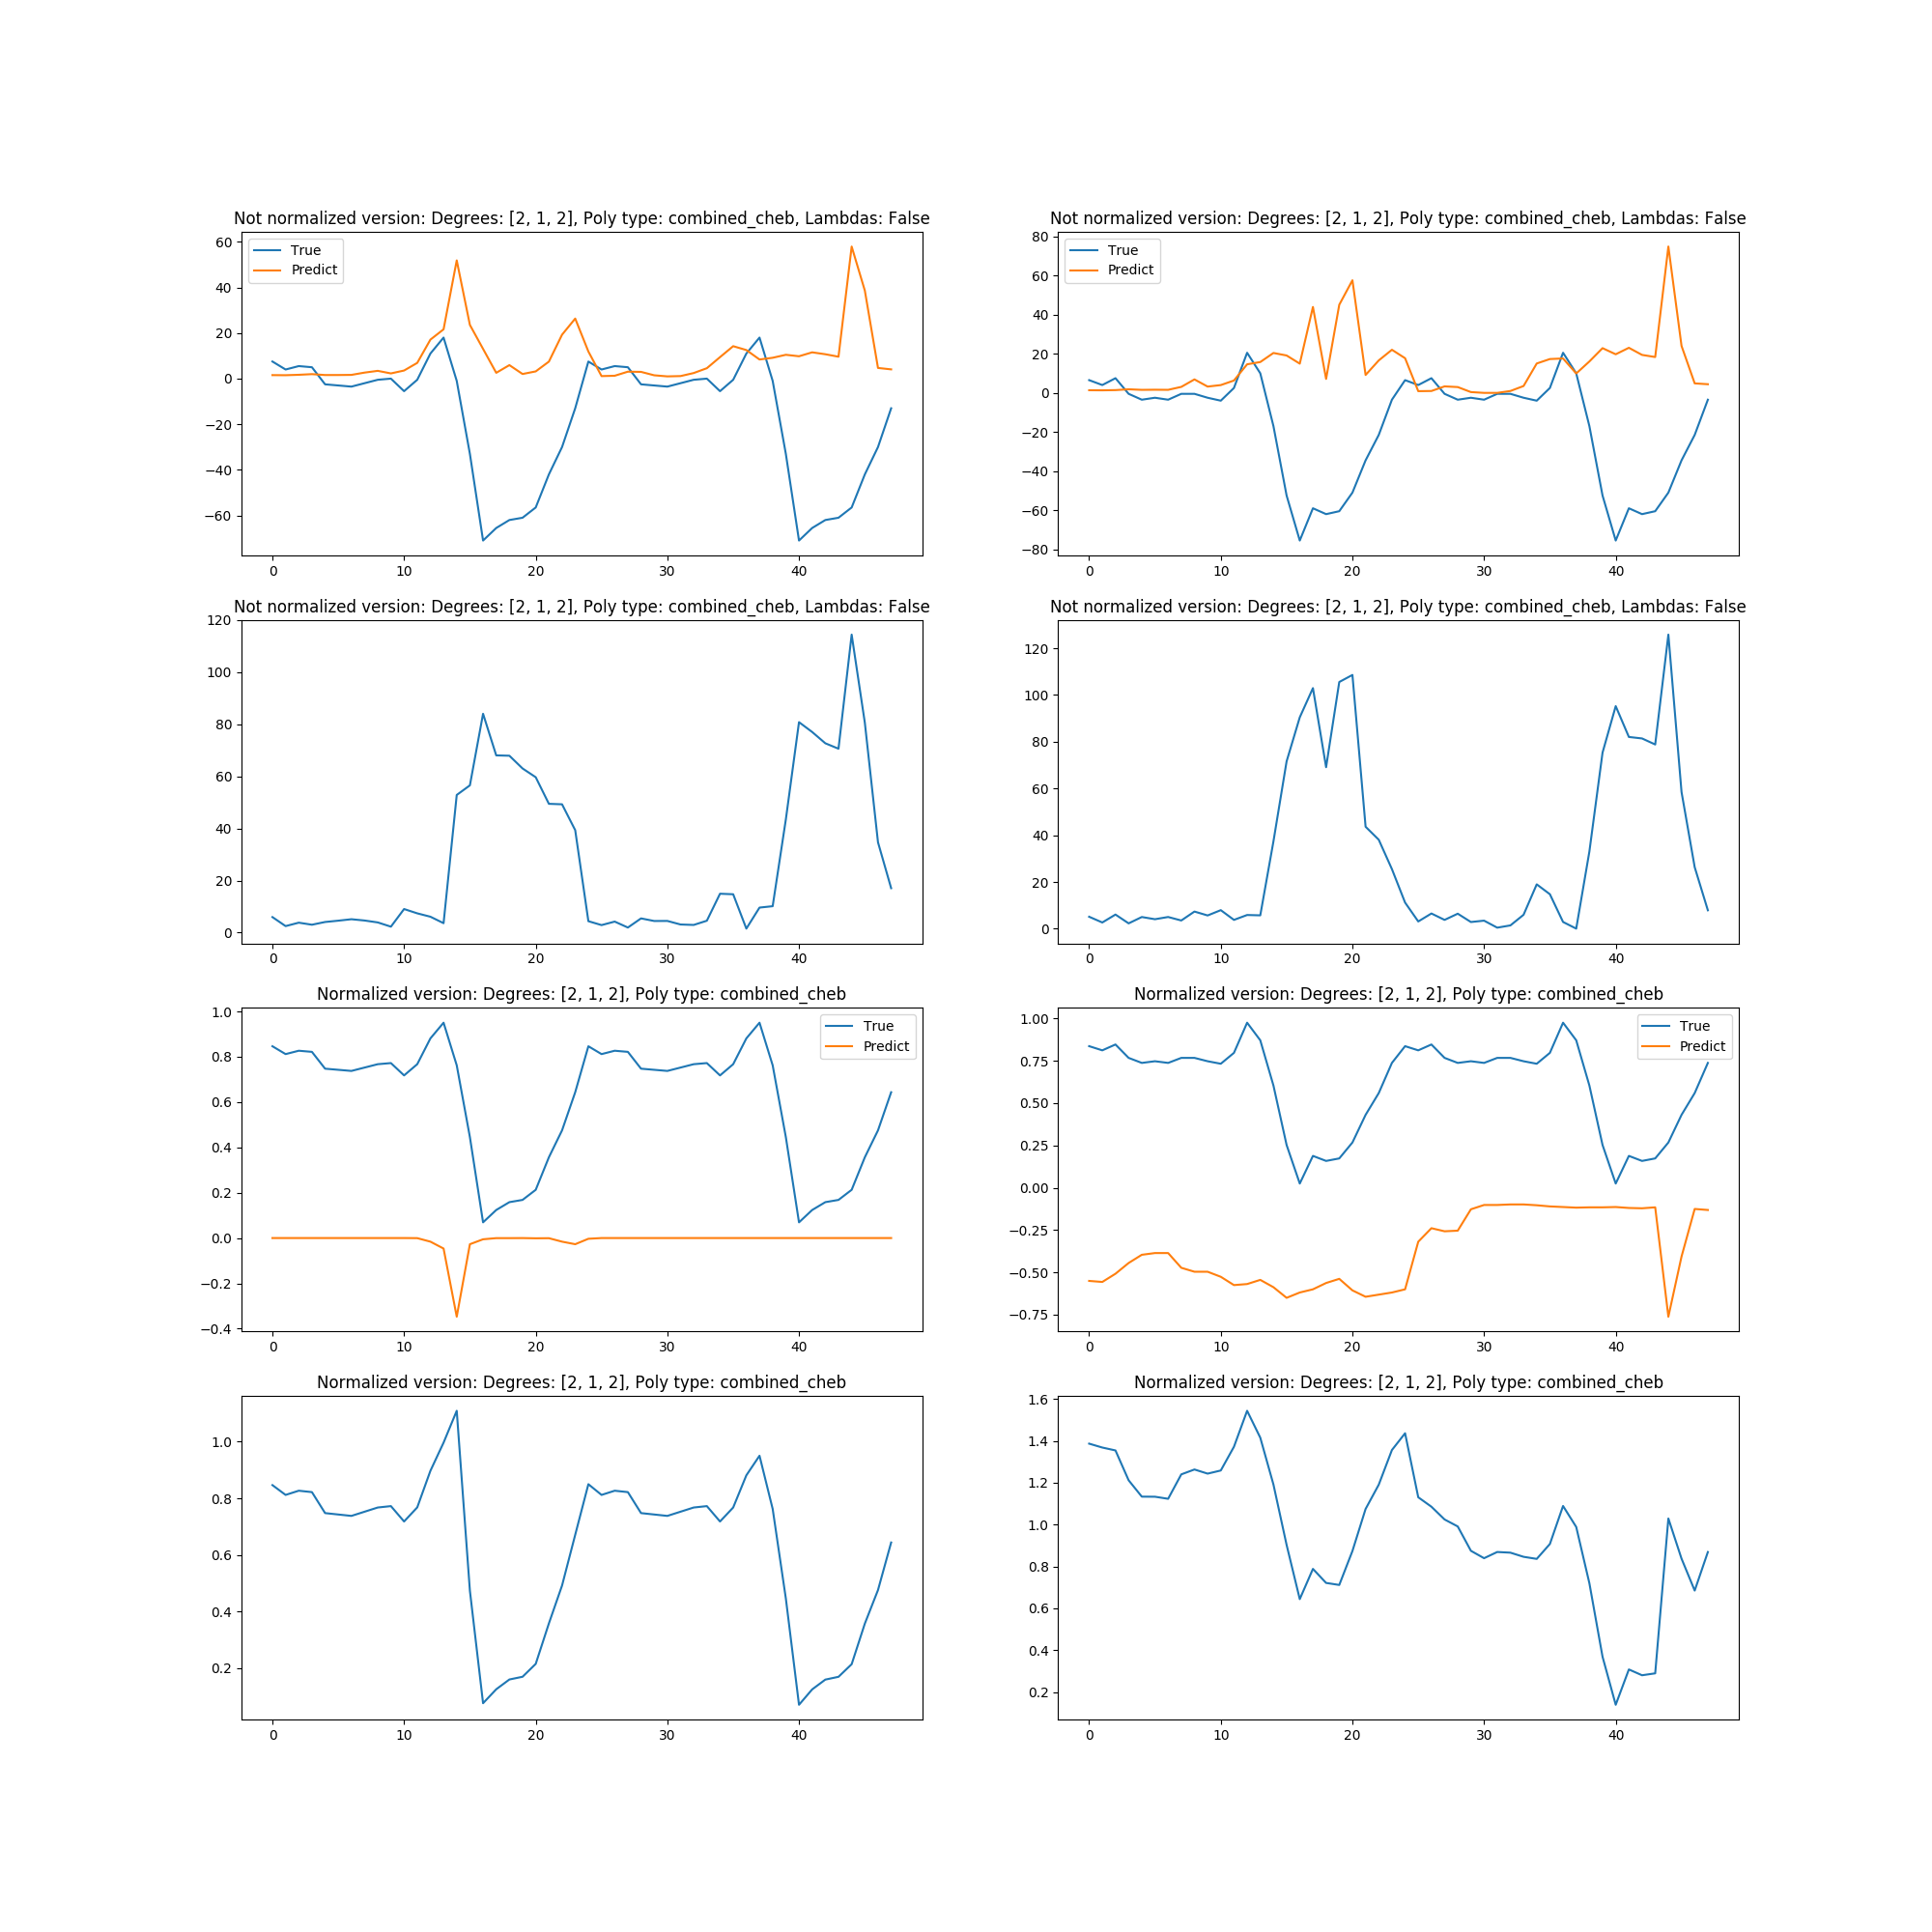 Not normalized version: Degrees: [2, 1, 2], Poly type: combined_cheb, Lambdas: False
True
Predict
60
40
20
0
−20
−40
−60
0 10 20 30 40
Not normalized version: Degrees: [2, 1, 2], Poly type: combined_cheb, Lambdas: False
True
Predict
80
60
40
20
0
−20
−40
−60
−80
0 10 20 30 40
Not normalized version: Degrees: [2, 1, 2], Poly type: combined_cheb, Lambdas: False
120
100
80
60
40
20
0
0 10 20 30 40
Not normalized version: Degrees: [2, 1, 2], Poly type: combined_cheb, Lambdas: False
120
100
80
60
40
20
0
0 10 20 30 40
Normalized version: Degrees: [2, 1, 2], Poly type: combined_cheb
True
Predict
1.0
0.8
0.6
0.4
0.2
0.0
−0.2
−0.4
0 10 20 30 40
Normalized version: Degrees: [2, 1, 2], Poly type: combined_cheb
True
Predict
1.00
0.75
0.50
0.25
0.00
−0.25
−0.50
−0.75
0 10 20 30 40
Normalized version: Degrees: [2, 1, 2], Poly type: combined_cheb
1.0
0.8
0.6
0.4
0.2
0 10 20 30 40
Normalized version: Degrees: [2, 1, 2], Poly type: combined_cheb
1.6
1.4
1.2
1.0
0.8
0.6
0.4
0.2
0 10 20 30 40